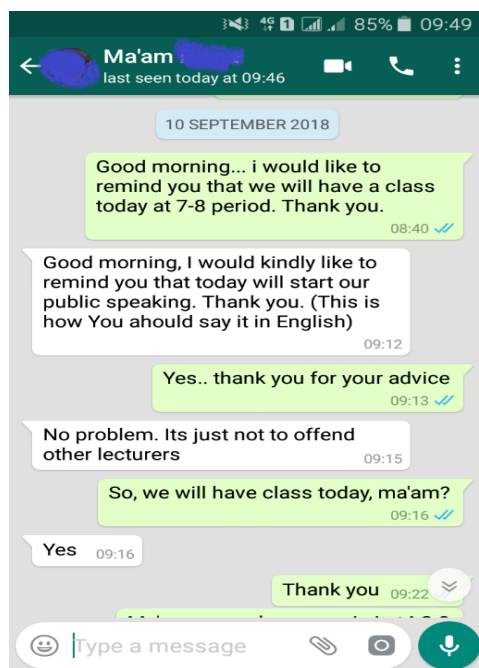 4G 1 85% 09:49
Ma'am
last seen today at 09:46
10 SEPTEMBER 2018
Good morning... i would like to
remind you that we will have a class
today at 7-8 period. Thank you.
08:40
Good morning, I would kindly like to
remind you that today will start our
public speaking. Thank you. (This is
how You ahould say it in English)
09:12
Yes.. thank you for your advice
09:13
No problem. Its just not to offend
other lecturers
09:15
So, we will have class today, ma'am?
09:16
Yes 09:16
Thank you 09:22
Type a message